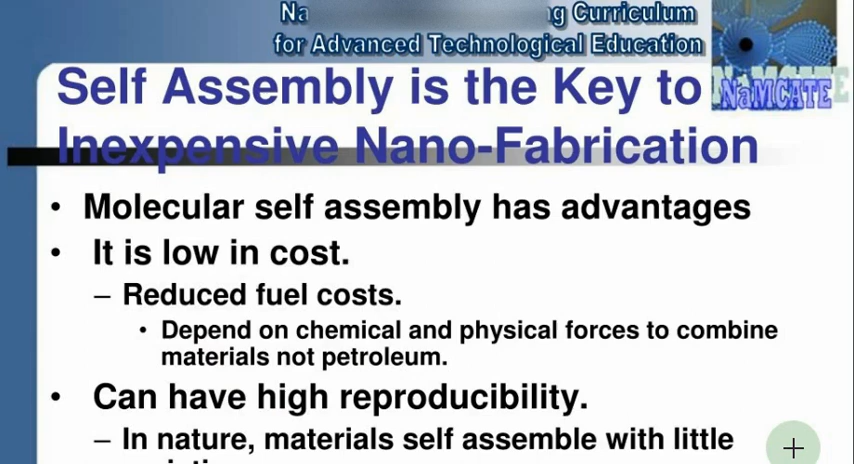 Na g Curriculum
for Advanced Technological Education
NaMCATE
Self Assembly is the Key to
Inexpensive Nano-Fabrication
• Molecular self assembly has advantages
• It is low in cost.
– Reduced fuel costs.
• Depend on chemical and physical forces to combine
materials not petroleum.
• Can have high reproducibility.
– In nature, materials self assemble with little